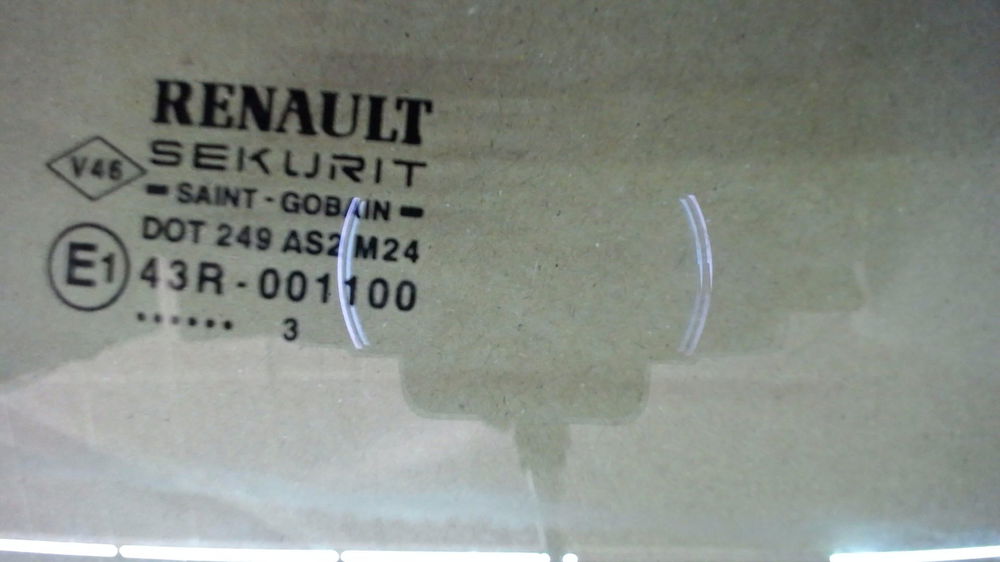 RENAULT
V46
SEKURIT
SAINT-GOBAIN
DOT 249 AS2 M24
E1
43R-001100
...... 3